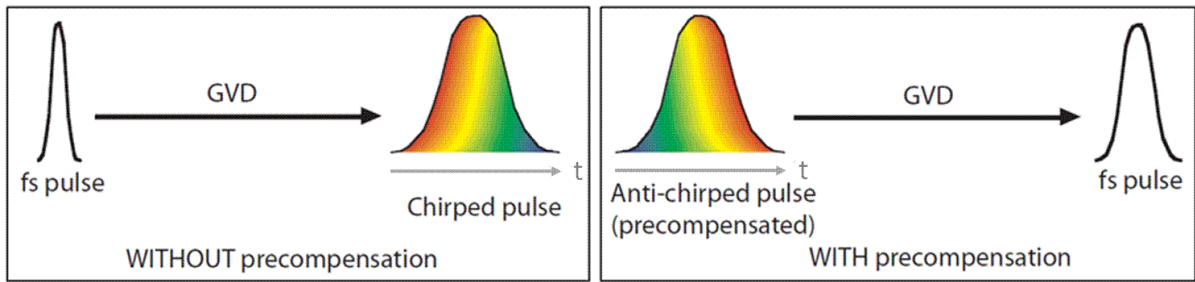 GVD
fs pulse
t
Chirped pulse
WITHOUT precompensation
GVD
t
Anti-chirped pulse
(precompensated)
fs pulse
WITH precompensation